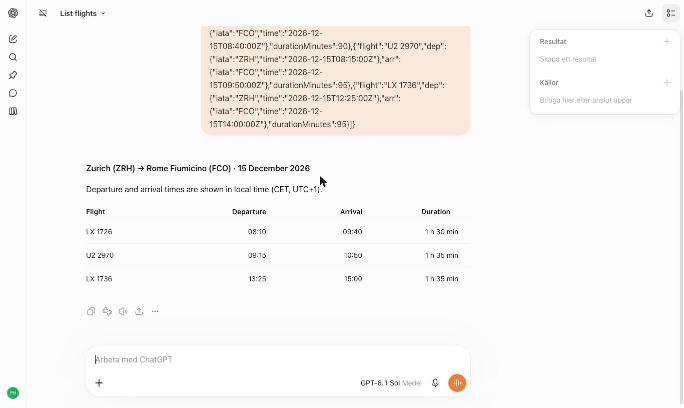 List flights
{"iata":"FCO","time":"2026-12-
15T08:40:00Z"},"durationMinutes":90},{"flight":"U2 2970","dep":
{"iata":"ZRH","time":"2026-12-15T08:15:00Z"},"arr":
{"iata":"FCO","time":"2026-12-
15T09:50:00Z"},"durationMinutes":95},{"flight":"LX 1736","dep":
{"iata":"ZRH","time":"2026-12-15T12:25:00Z"},"arr":
{"iata":"FCO","time":"2026-12-
15T14:00:00Z"},"durationMinutes":95}]}
Resultat
Skapa ett resultat
Källor
Bifoga filer eller anslut appar
Zurich (ZRH) → Rome Fiumicino (FCO) · 15 December 2026
Departure and arrival times are shown in local time (CET, UTC+1).
Flight Departure Arrival Duration
LX 1726 08:10 09:40 1 h 30 min
U2 2970 09:15 10:50 1 h 35 min
LX 1736 13:25 15:00 1 h 35 min
Arbeta med ChatGPT
Medel